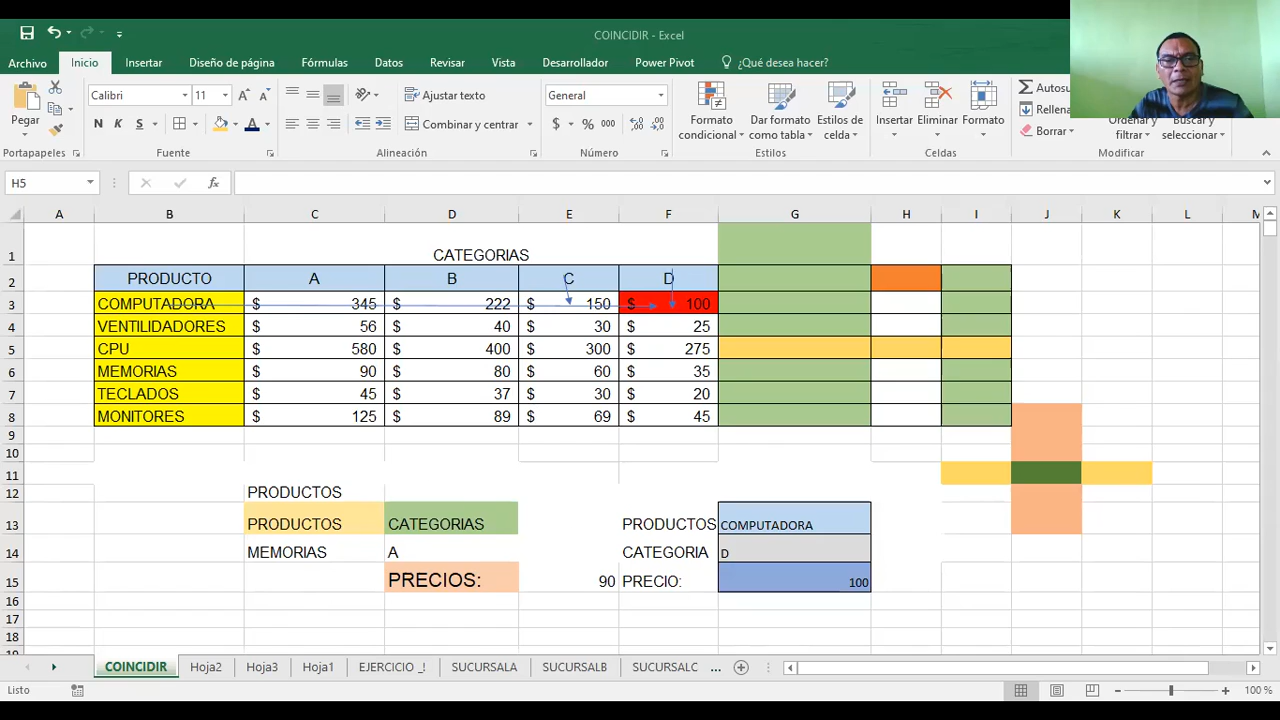 COINCIDIR - Excel
Archivo Inicio Insertar Diseño de página Fórmulas Datos Revisar Vista Desarrollador Power Pivot ¿Qué desea hacer?
Pegar
Calibri 11
N K S
Ajustar texto
Combinar y centrar
General
$ % 000
Formato condicional
Dar formato como tabla
Estilos de celda
Insertar Eliminar Formato
Autosu
Rellena
Borrar
Ordenar y filtrar
Buscar y seleccionar
Portapapeles Fuente Alineación Número Estilos Celdas Modificar
H5 fx
A B C D E F G H I J K L M
1 CATEGORIAS
2 PRODUCTO A B C D
3 COMPUTADORA $ 345 $ 222 $ 150 $ 100
4 VENTILIDADORES $ 56 $ 40 $ 30 $ 25
5 CPU $ 580 $ 400 $ 300 $ 275
6 MEMORIAS $ 90 $ 80 $ 60 $ 35
7 TECLADOS $ 45 $ 37 $ 30 $ 20
8 MONITORES $ 125 $ 89 $ 69 $ 45
9
10
11
12 PRODUCTOS
13 PRODUCTOS CATEGORIAS PRODUCTOS COMPUTADORA
14 MEMORIAS A CATEGORIA D
15 PRECIOS: 90 PRECIO: 100
16
17
18
COINCIDIR Hoja2 Hoja3 Hoja1 EJERCICIO _! SUCURSALA SUCURSALB SUCURSALC ...
Listo 100 %